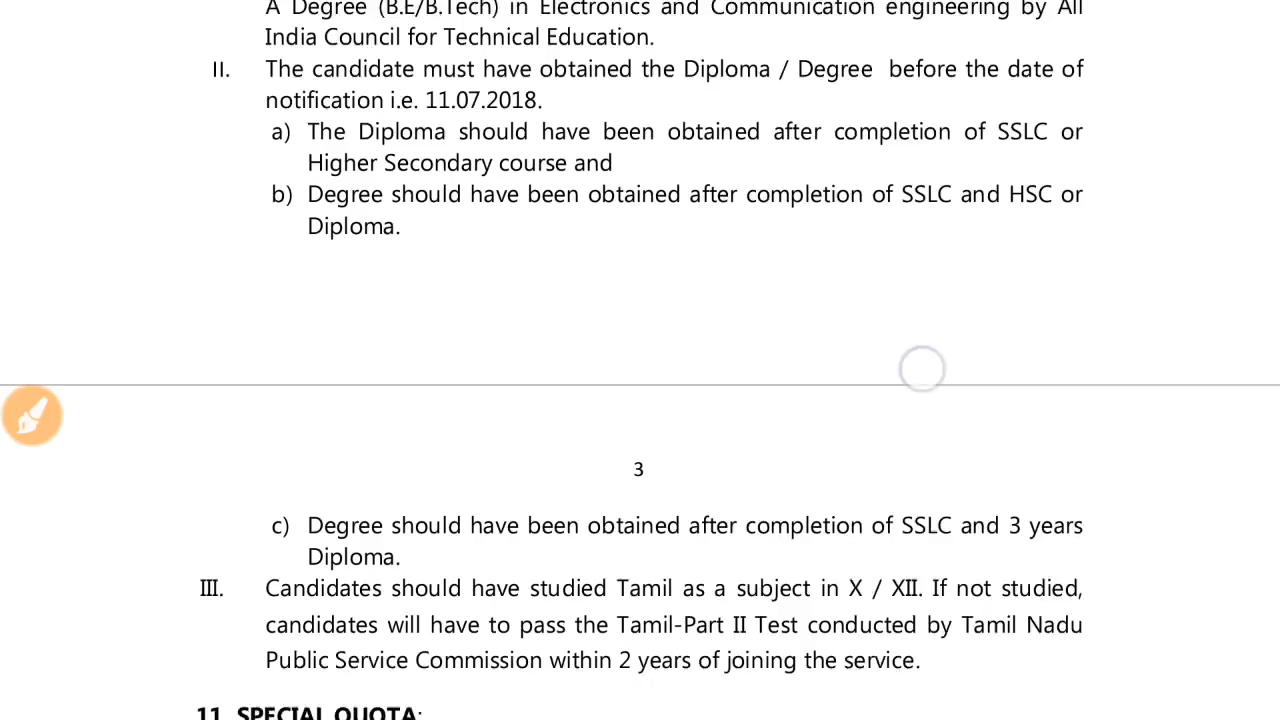 A Degree (B.E/B.Tech) in Electronics and Communication engineering by All
India Council for Technical Education.
II. The candidate must have obtained the Diploma / Degree before the date of
notification i.e. 11.07.2018.
a) The Diploma should have been obtained after completion of SSLC or
Higher Secondary course and
b) Degree should have been obtained after completion of SSLC and HSC or
Diploma.
3
c) Degree should have been obtained after completion of SSLC and 3 years
Diploma.
III. Candidates should have studied Tamil as a subject in X / XII. If not studied,
candidates will have to pass the Tamil-Part II Test conducted by Tamil Nadu
Public Service Commission within 2 years of joining the service.
11. SPECIAL QUOTA: